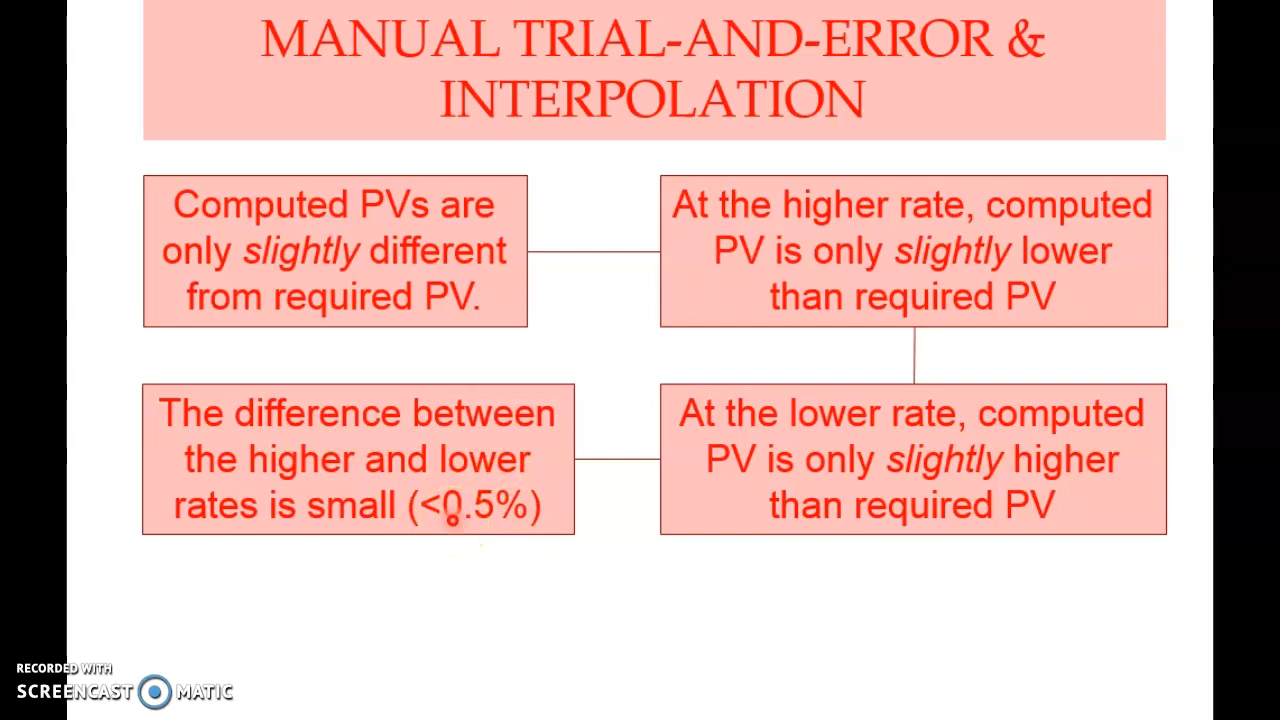 MANUAL TRIAL-AND-ERROR &
INTERPOLATION
Computed PVs are
only slightly different
from required PV.
At the higher rate, computed
PV is only slightly lower
than required PV
The difference between
the higher and lower
rates is small (<0.5%)
At the lower rate, computed
PV is only slightly higher
than required PV
RECORDED WITH
SCREENCAST MATIC